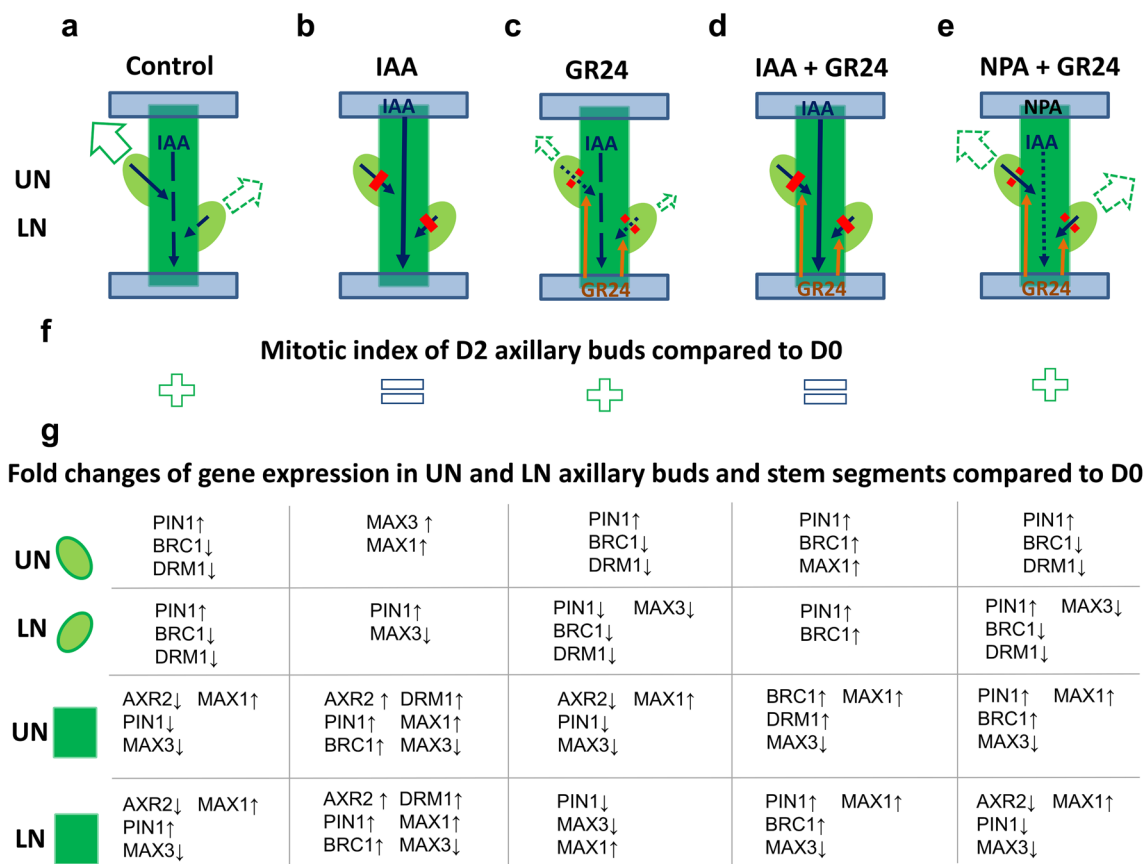 a b c d e
Control IAA GR24 IAA + GR24 NPA + GR24
IAA IAA IAA IAA NPA
IAA
UN
LN
GR24 GR24 GR24
f
Mitotic index of D2 axillary buds compared to D0
g
Fold changes of gene expression in UN and LN axillary buds and stem segments compared to D0
UN
PIN1↑
BRC1↓
DRM1↓
MAX3 ↑
MAX1↑
PIN1↑
BRC1↓
DRM1↓
PIN1↑
BRC1↑
MAX1↑
PIN1↑
BRC1↓
DRM1↓
LN
PIN1↑
BRC1↓
DRM1↓
PIN1↑
MAX3↓
PIN1↓ MAX3↓
BRC1↓
DRM1↓
PIN1↑
BRC1↑
PIN1↑ MAX3↓
BRC1↓
DRM1↓
UN
AXR2↓ MAX1↑
PIN1↓
MAX3↓
AXR2 ↑ DRM1↑
PIN1↑ MAX1↑
BRC1↑ MAX3↓
AXR2↓ MAX1↑
PIN1↓
MAX3↓
BRC1↑ MAX1↑
DRM1↑
MAX3↓
PIN1↑ MAX1↑
BRC1↑
MAX3↓
LN
AXR2↓ MAX1↑
PIN1↑
MAX3↓
AXR2 ↑ DRM1↑
PIN1↑ MAX1↑
BRC1↑ MAX3↓
PIN1↓
MAX3↓
MAX1↑
PIN1↑ MAX1↑
BRC1↑
MAX3↓
AXR2↓ MAX1↑
PIN1↓
MAX3↓